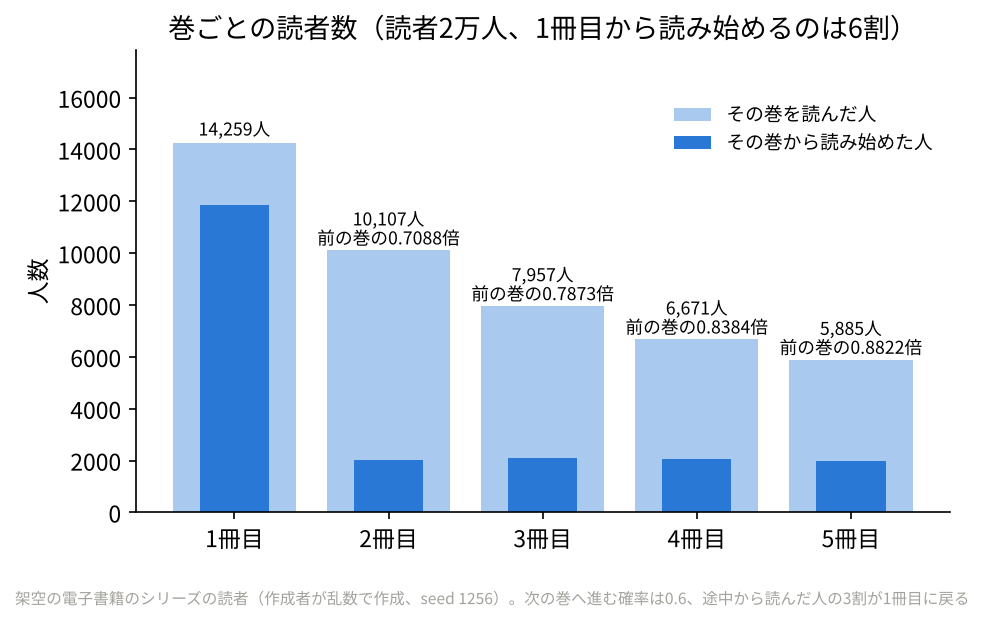 巻ごとの読者数（読者2万人、1冊目から読み始めるのは6割）
その巻を読んだ人
その巻から読み始めた人
人数
16000
14000
12000
10000
8000
6000
4000
2000
0
14,259人
10,107人
前の巻の0.7088倍
7,957人
前の巻の0.7873倍
6,671人
前の巻の0.8384倍
5,885人
前の巻の0.8822倍
1冊目
2冊目
3冊目
4冊目
5冊目
架空の電子書籍のシリーズの読者（作成者が乱数で作成、seed 1256）。次の巻へ進む確率は0.6、途中から読んだ人の3割が1冊目に戻る